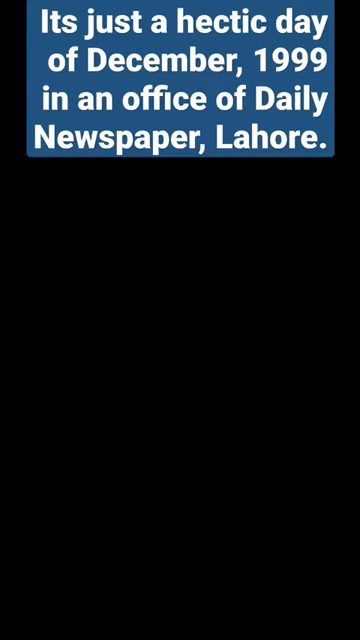 Its just a hectic day
of December, 1999
in an office of Daily
Newspaper, Lahore.